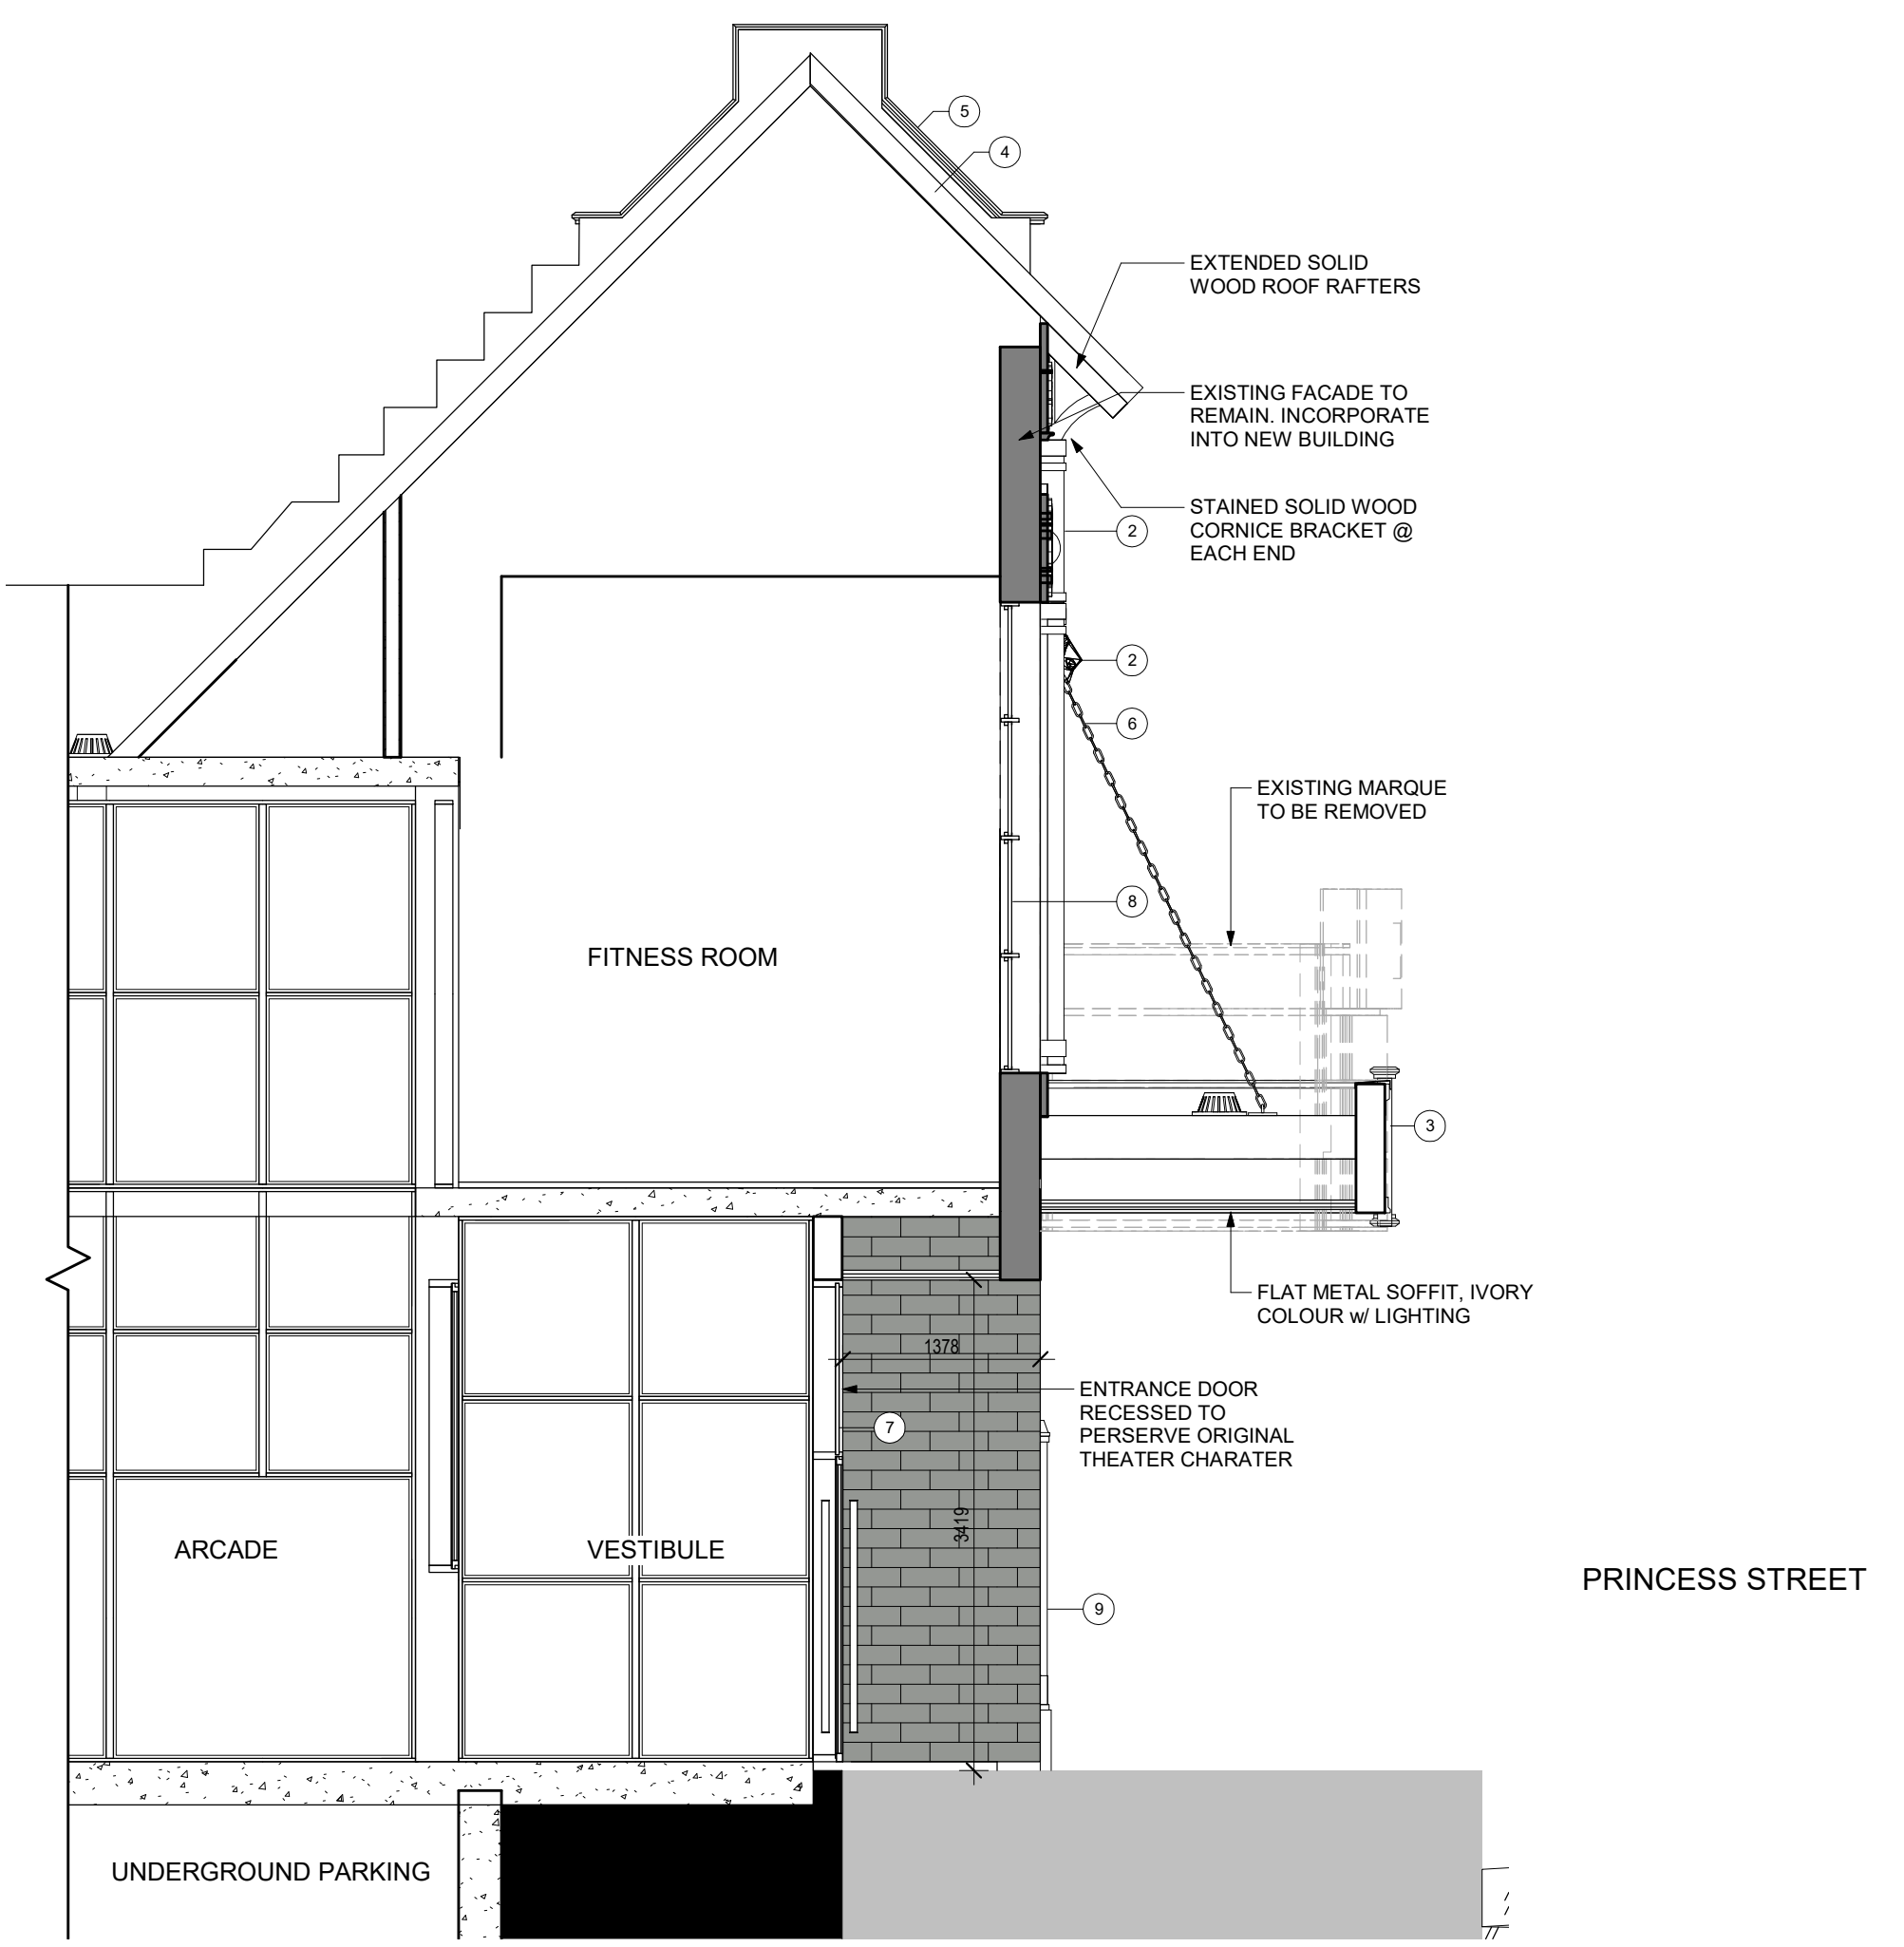 5
4
EXTENDED SOLID
WOOD ROOF RAFTERS
EXISTING FACADE TO
REMAIN. INCORPORATE
INTO NEW BUILDING
STAINED SOLID WOOD
CORNICE BRACKET @
EACH END
2
2
6
EXISTING MARQUE
TO BE REMOVED
8
FITNESS ROOM
3
FLAT METAL SOFFIT, IVORY
COLOUR w/ LIGHTING
1378
ENTRANCE DOOR
RECESSED TO
PERSERVE ORIGINAL
THEATER CHARATER
7
3419
ARCADE
VESTIBULE
9
PRINCESS STREET
UNDERGROUND PARKING